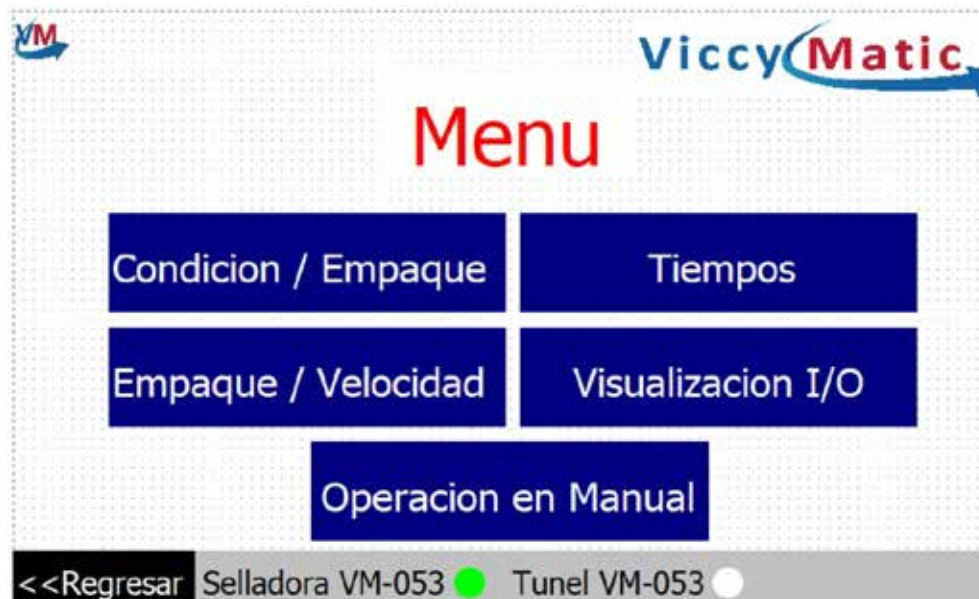 VM
ViccyMatic
Menu
Condicion / Empaque
Tiempos
Empaque / Velocidad
Visualizacion I/O
Operacion en Manual
<<Regresar
Selladora VM-053
Tunel VM-053